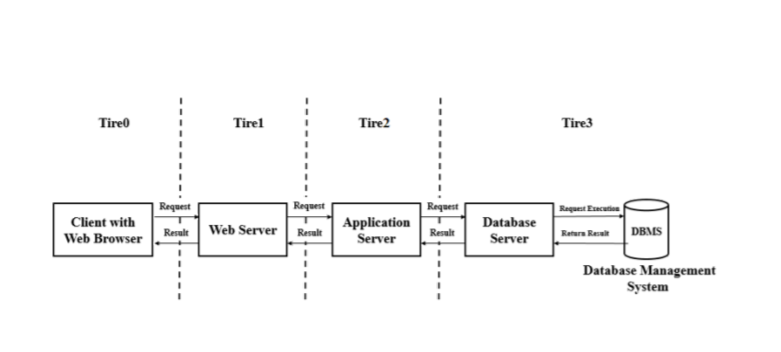 Tire0
Tire1
Tire2
Tire3
Request
Request
Request
Request Execution
Client with
Web Browser
Web Server
Application
Server
Database
Server
DBMS
Result
Result
Result
Return Result
Database Management
System